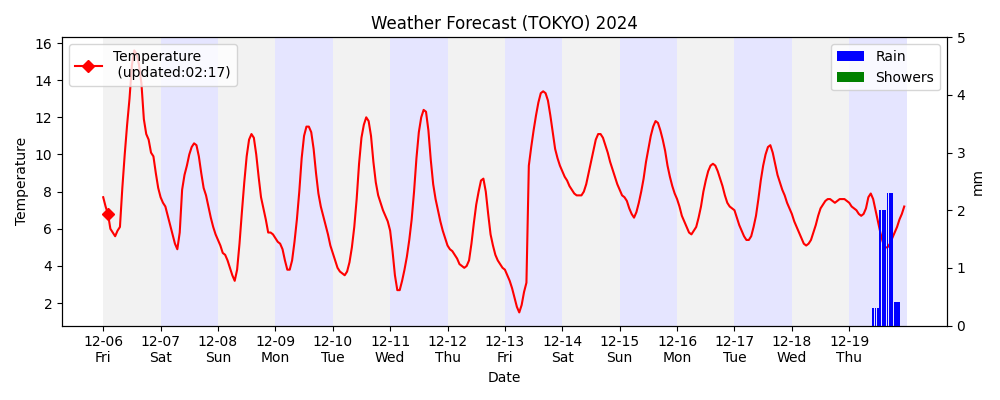 Weather Forecast (TOKYO) 2024
Temperature
(updated:02:17)
Rain
Showers
16
14
12
10
8
6
4
2
Temperature
5
4
3
2
1
0
mm
12-06 12-07 12-08 12-09 12-10 12-11 12-12 12-13 12-14 12-15 12-16 12-17 12-18 12-19
Fri Sat Sun Mon Tue Wed Thu Fri Sat Sun Mon Tue Wed Thu
Date